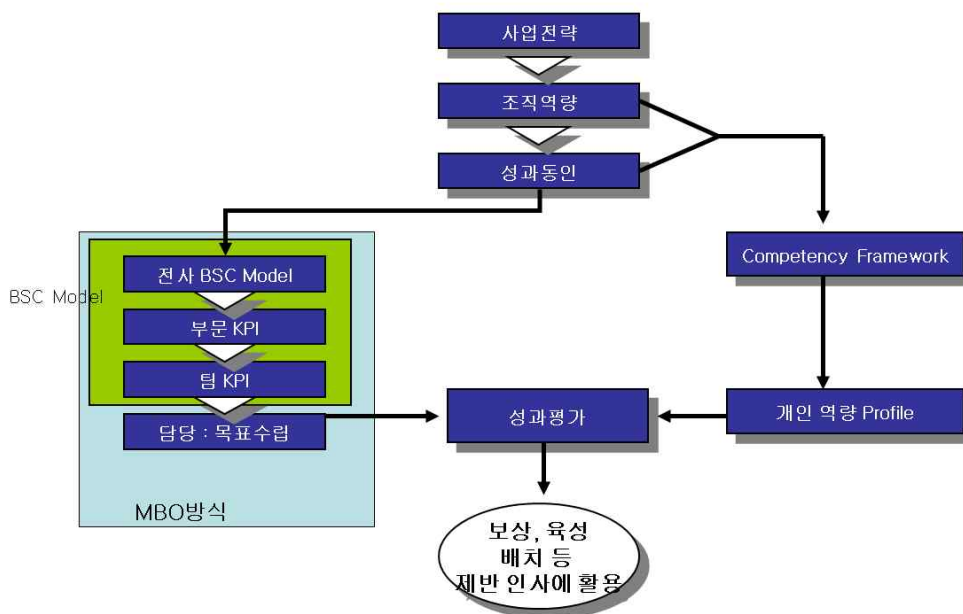 사업전략
조직역량
성과동인
BSC Model
전사 BSC Model
부문 KPI
팀 KPI
담당 : 목표수립
MBO방식
Competency Framework
개인 역량 Profile
성과평가
보상, 육성
배치 등
제반 인사에 활용